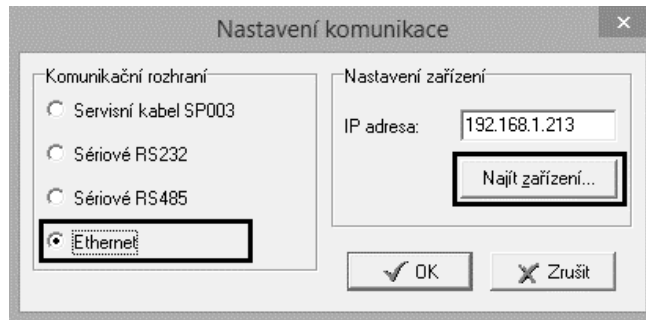 Nastavení komunikace
Komunikační rozhraní
Servisní kabel SP003
Sériové RS232
Sériové RS485
Ethernet
Nastavení zařízení
IP adresa: 192.168.1.213
Najít zařízení...
OK
Zrušit